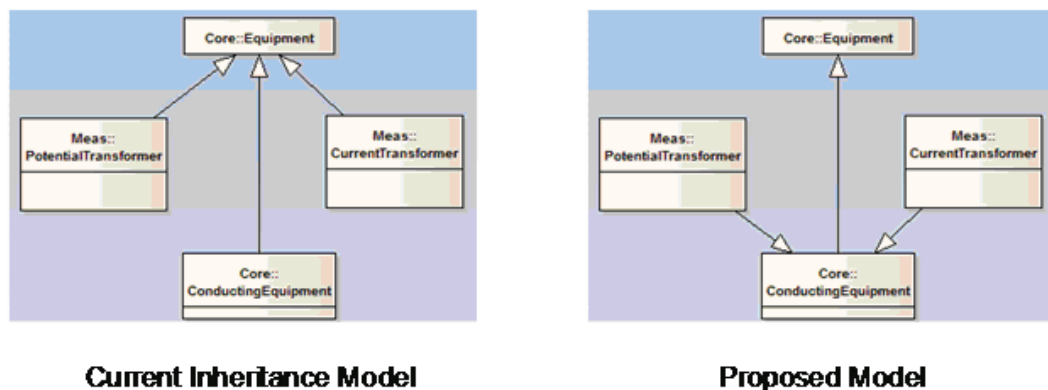 Core::Equipment
Meas::
PotentialTransformer
Meas::
CurrentTransformer
Core::
ConductingEquipment
Current Inheritance Model
Core::Equipment
Meas::
PotentialTransformer
Meas::
CurrentTransformer
Core::
ConductingEquipment
Proposed Model